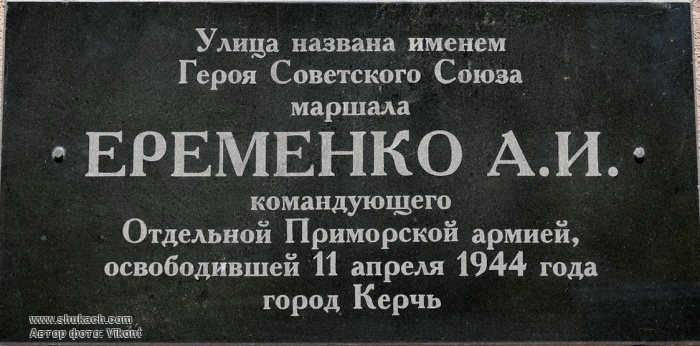 Улица названа именем
Героя Советского Союза
маршала
ЕРЕМЕНКО А.И.
командующего
Отдельной Приморской армией,
освободившей 11 апреля 1944 года
город Керчь
www.shukach.com
Автор фото: Vikont